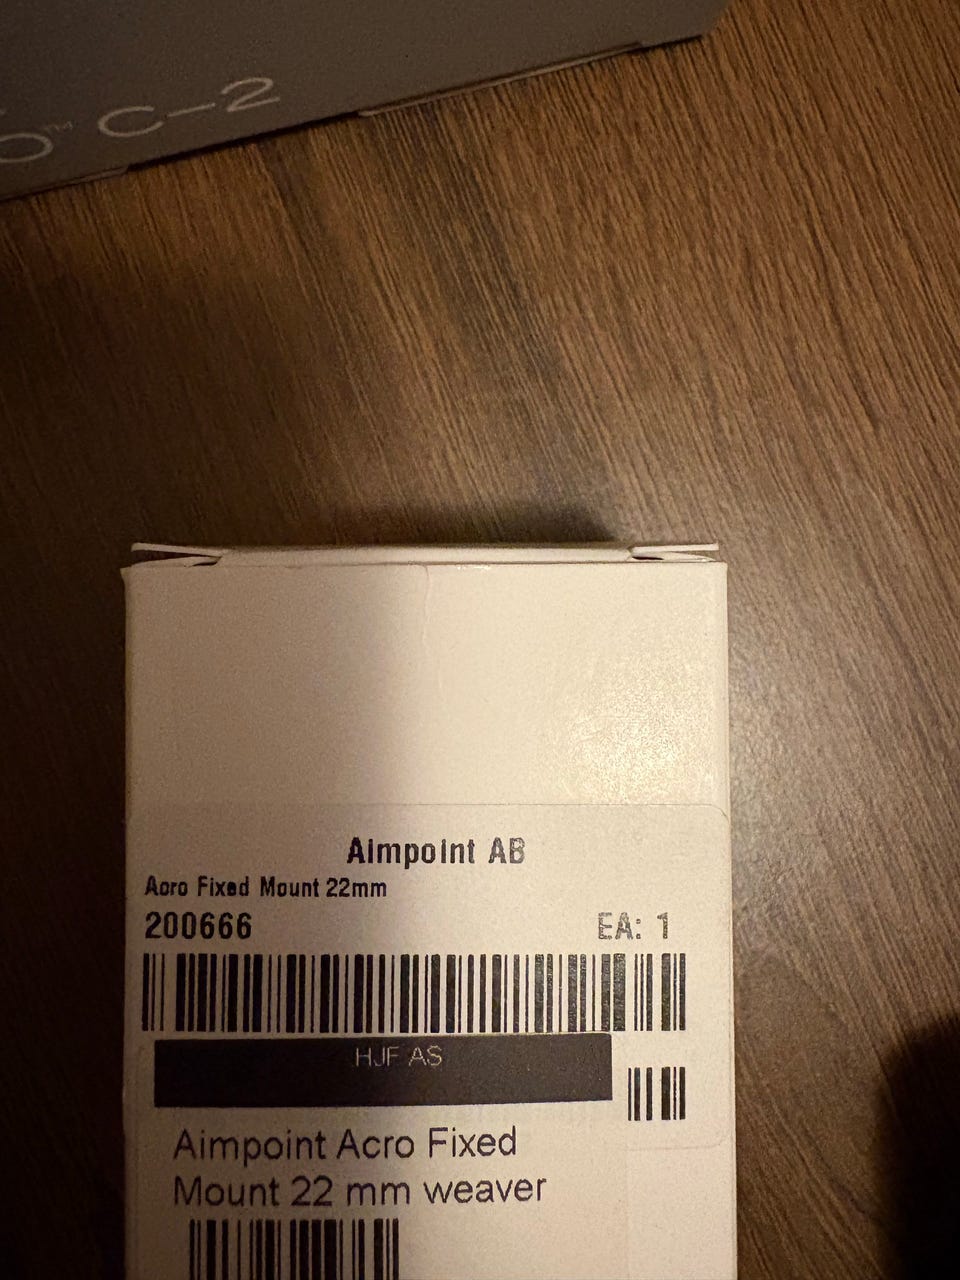 C-2
Aimpoint AB
Acro Fixed Mount 22mm
200666 EA: 1
HJF AS
Aimpoint Acro Fixed
Mount 22 mm weaver